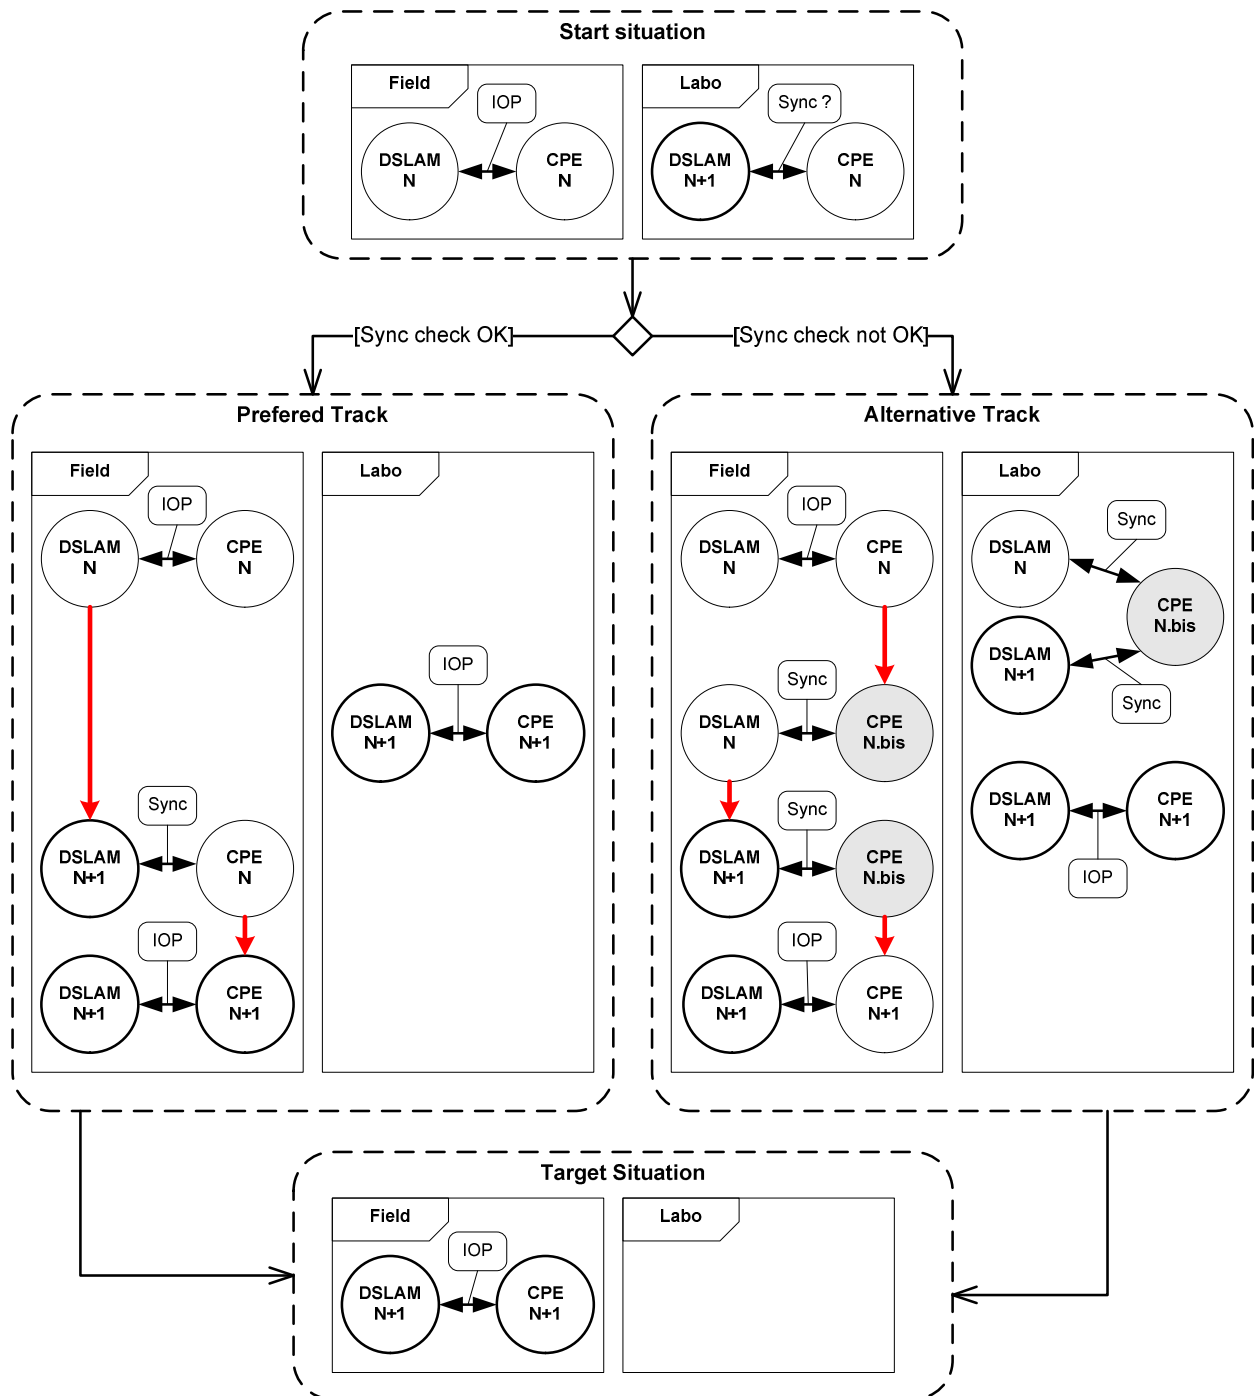 Start situation
Field
IOP
DSLAM
N
CPE
N
Labo
Sync ?
DSLAM
N+1
CPE
N
[Sync check OK]
[Sync check not OK]
Prefered Track
Field
IOP
DSLAM
N
CPE
N
Sync
DSLAM
N+1
CPE
N
IOP
DSLAM
N+1
CPE
N+1
Labo
IOP
DSLAM
N+1
CPE
N+1
Alternative Track
Field
IOP
DSLAM
N
CPE
N
Sync
DSLAM
N
CPE
N.bis
Sync
DSLAM
N+1
CPE
N.bis
IOP
DSLAM
N+1
CPE
N+1
Labo
Sync
DSLAM
N
CPE
N.bis
DSLAM
N+1
Sync
DSLAM
N+1
CPE
N+1
IOP
Target Situation
Field
IOP
DSLAM
N+1
CPE
N+1
Labo